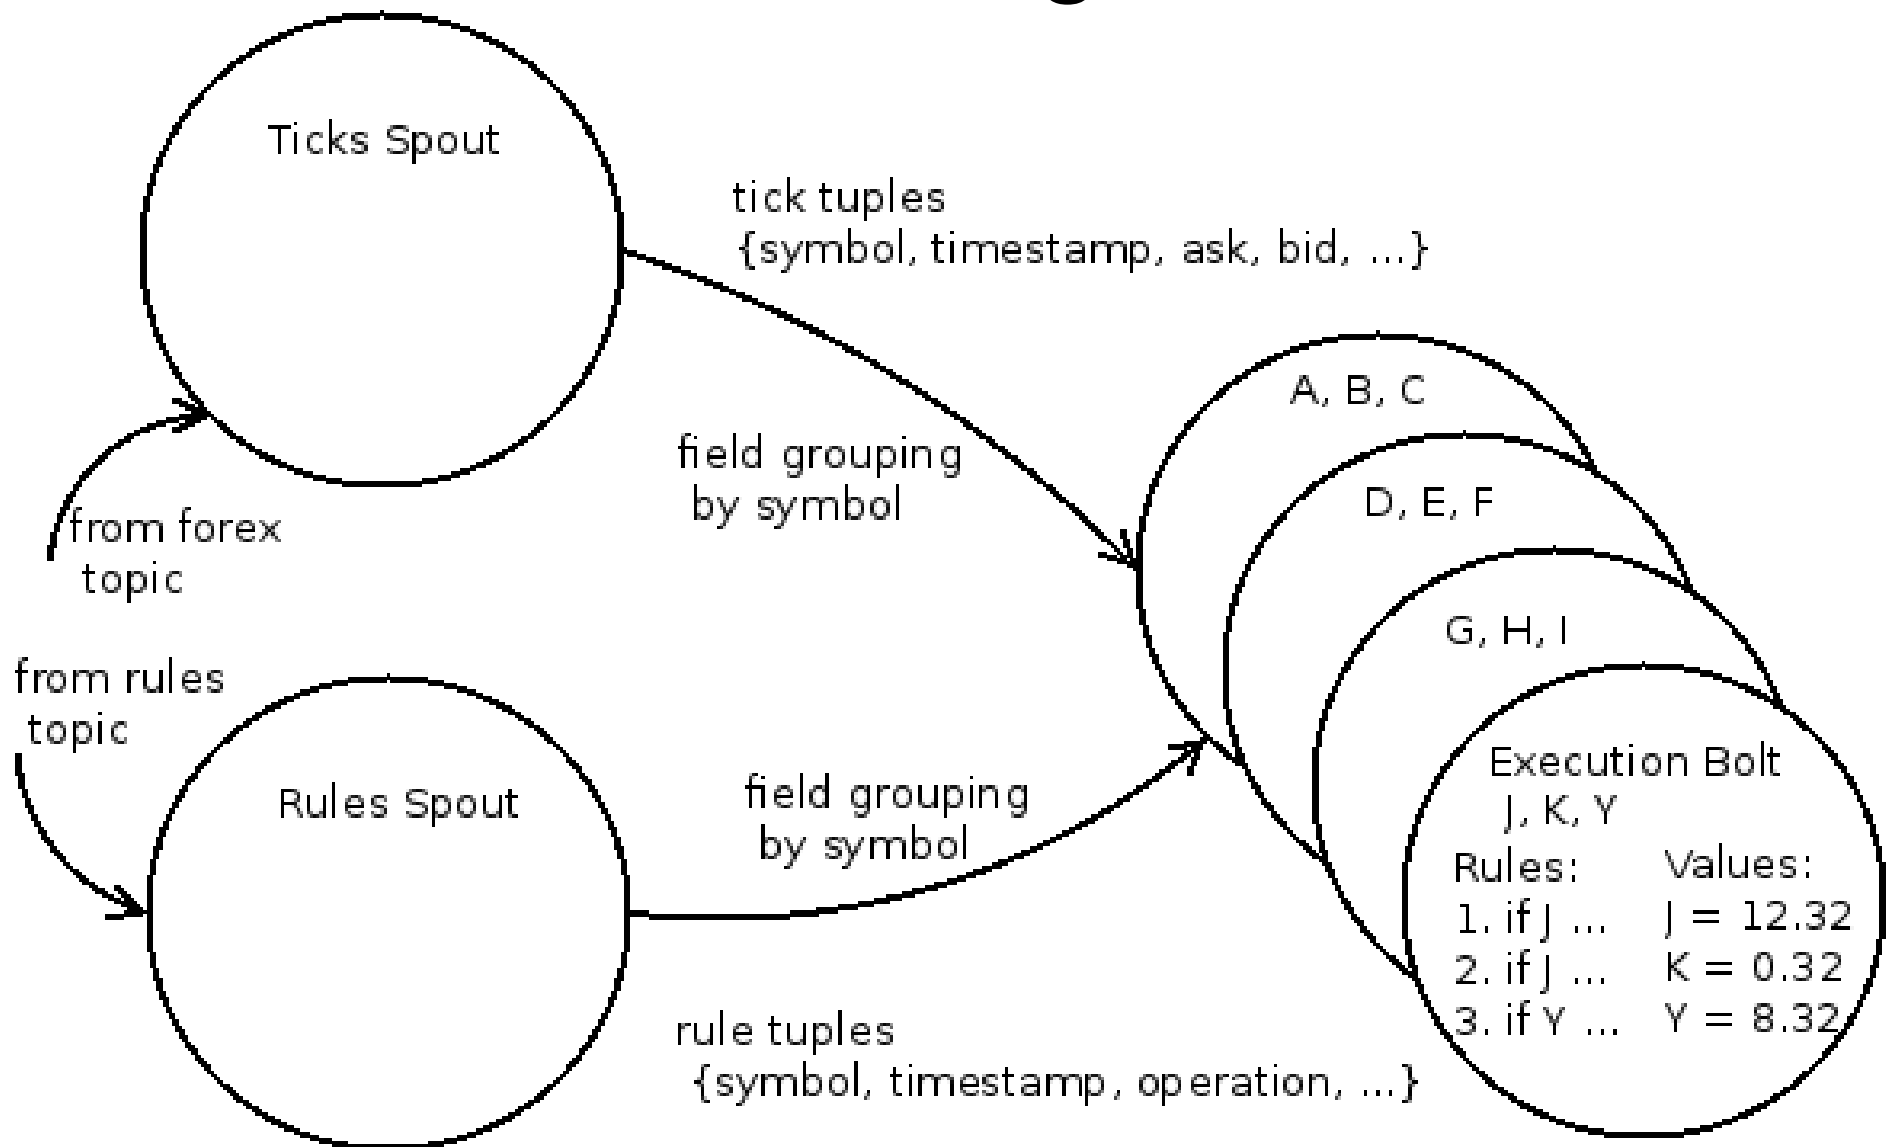 Ticks Spout
tick tuples
{symbol, timestamp, ask, bid, ...}
field grouping
by symbol
from forex
topic
from rules
topic
Rules Spout
field grouping
by symbol
rule tuples
{symbol, timestamp, operation, ...}
A, B, C
D, E, F
G, H, I
Execution Bolt
J, K, Y
Rules: Values:
1. if J ... J = 12.32
2. if J ... K = 0.32
3. if Y ... Y = 8.32